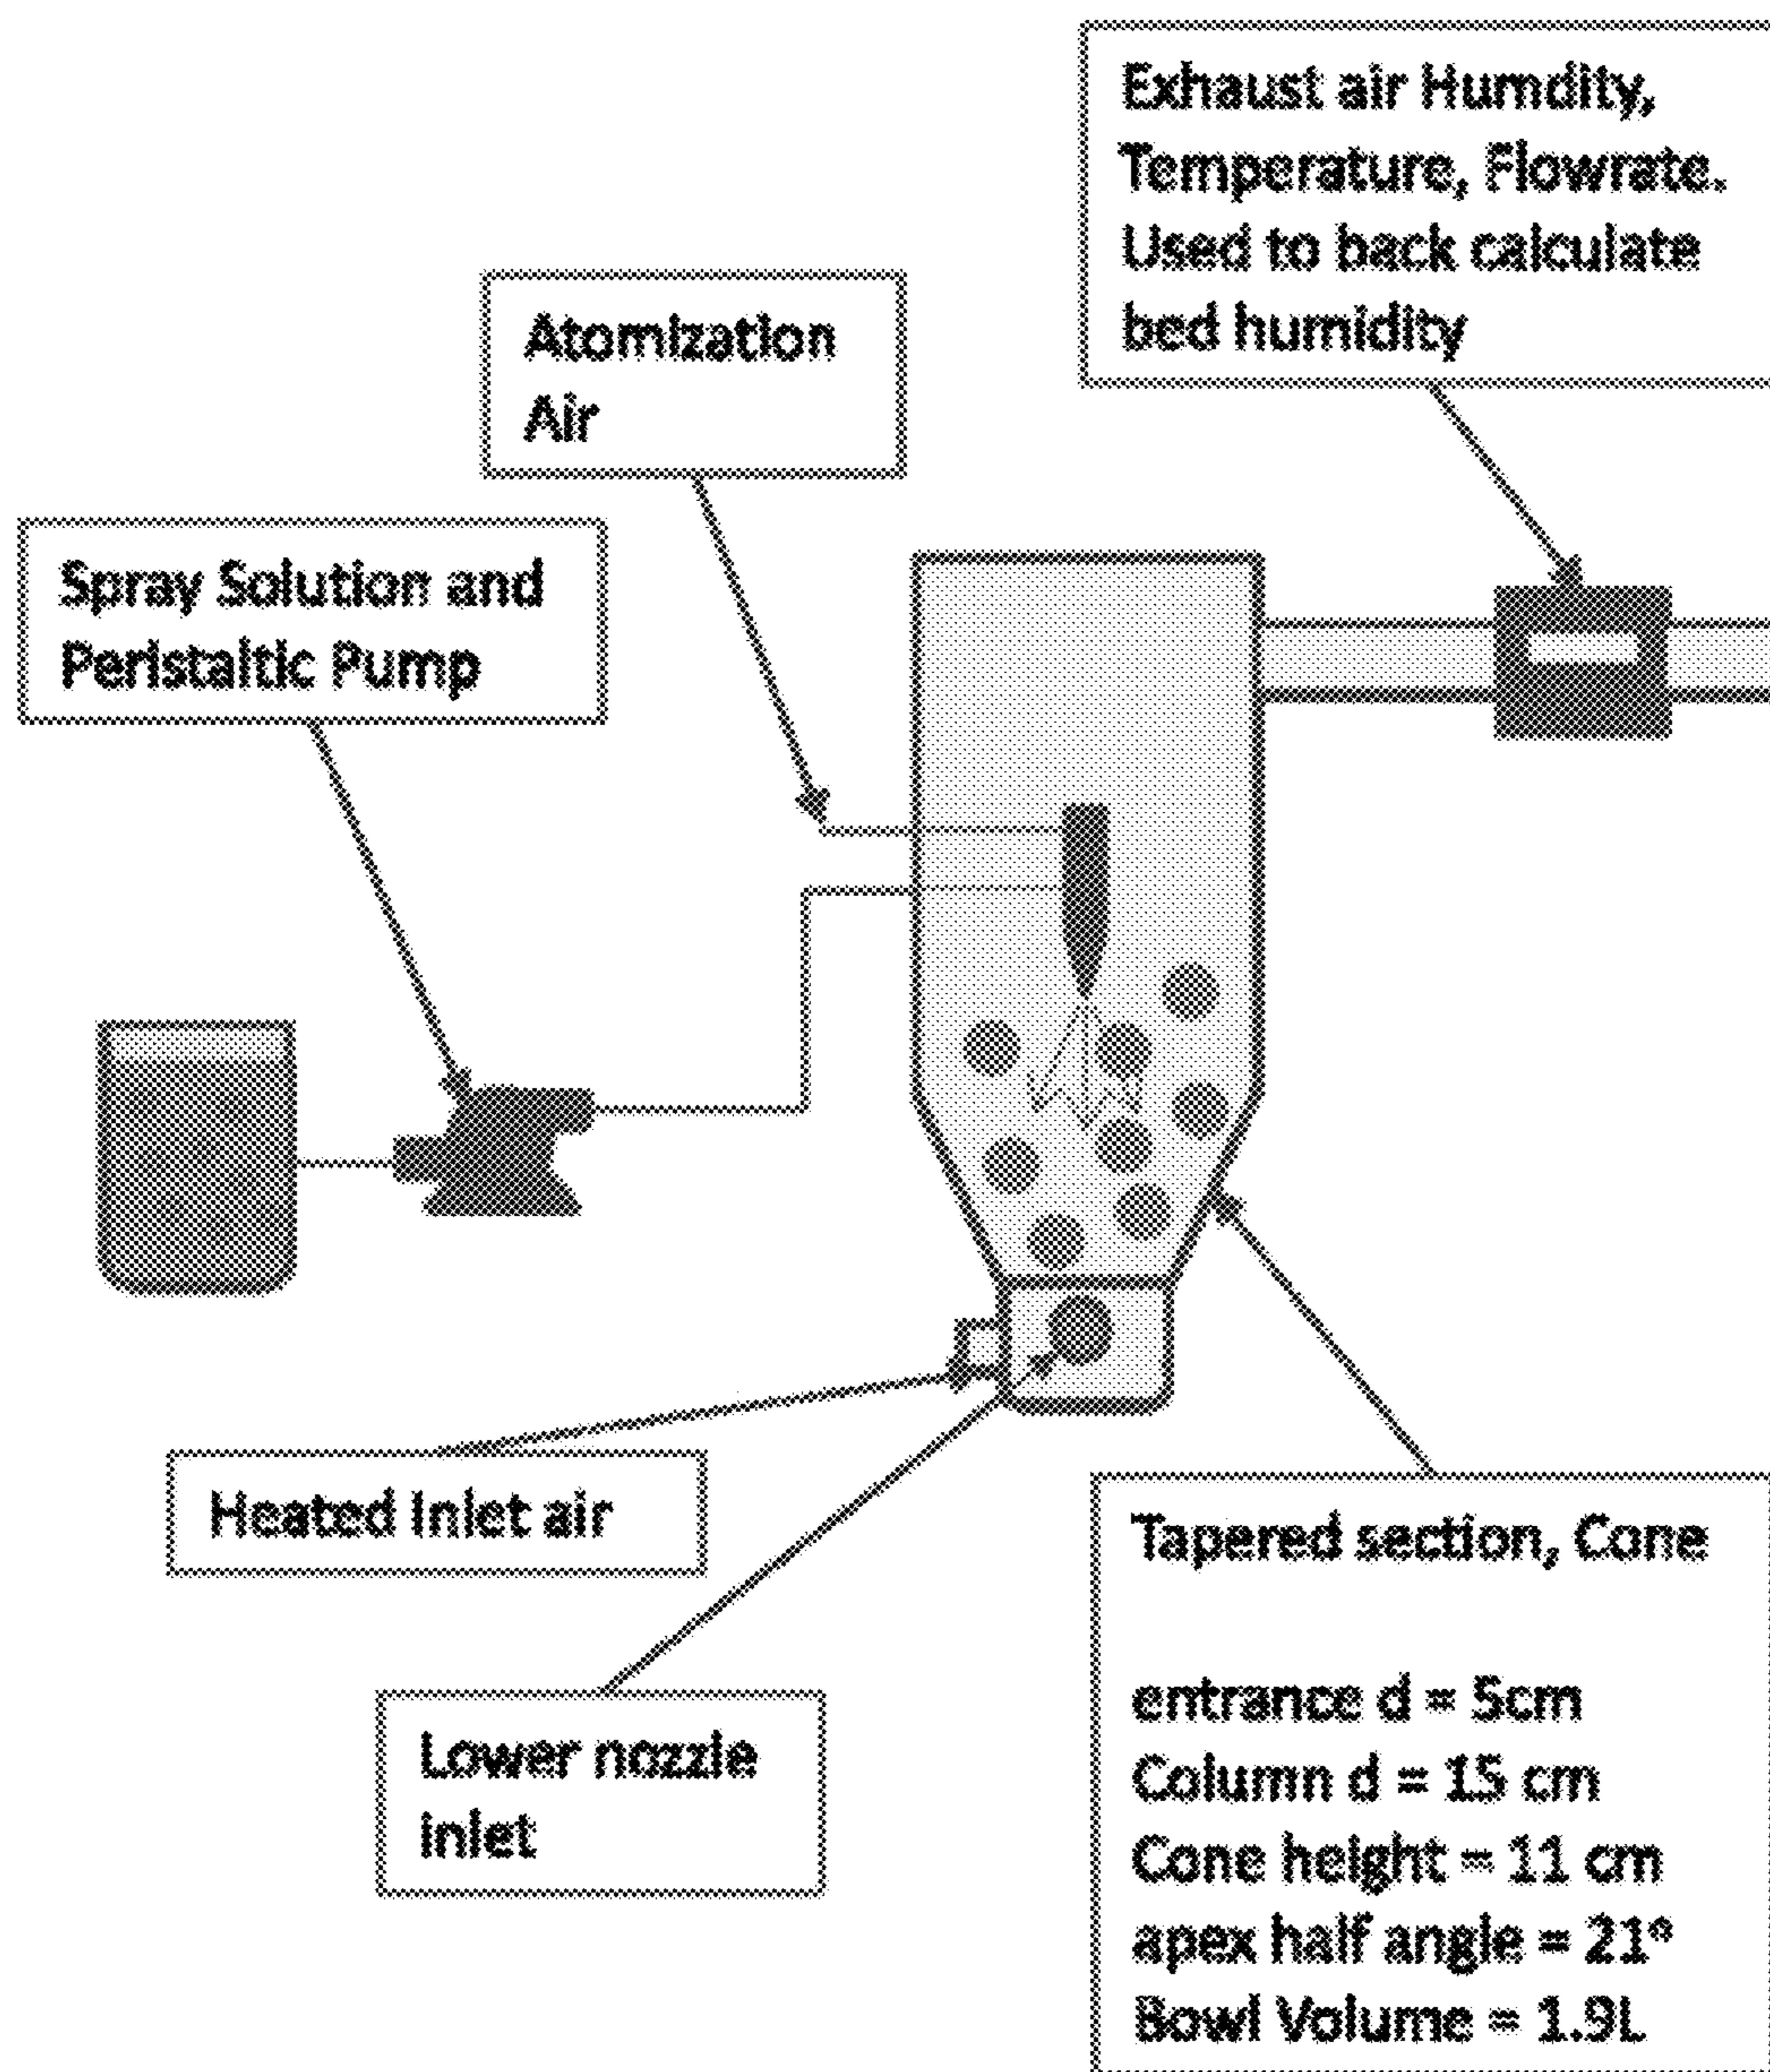 Exhaust air Humdity,
Temperature, Flowrate.
Used to back calculate
bed humidity
Atomization
Air
Spray Solution and
Peristaltic Pump
Heated Inlet air
Lower nozzle
inlet
Tapered section, Cone
entrance d = 5cm
Column d = 15 cm
Cone height = 11 cm
apex half angle = 21°
Bowl Volume = 1.9L